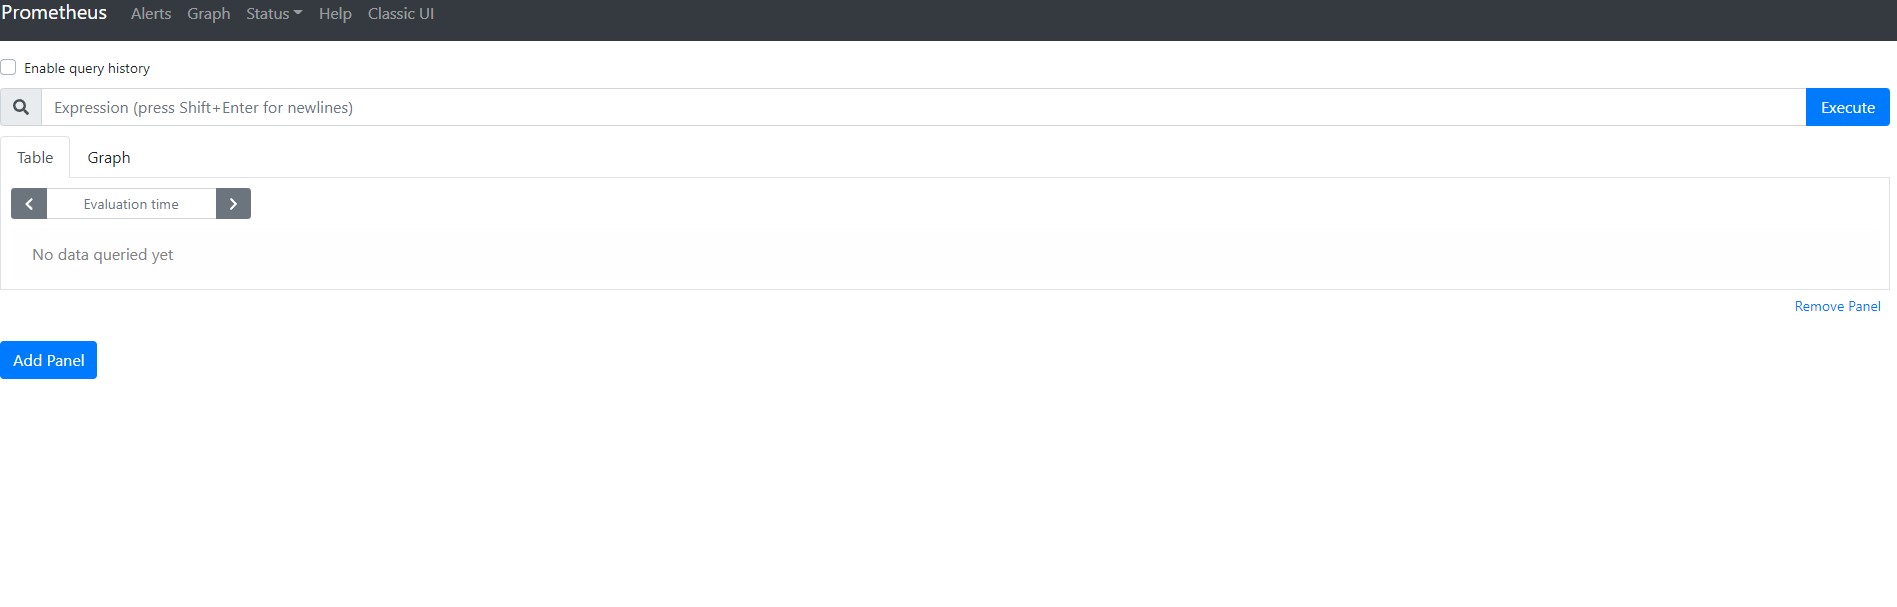 Prometheus Alerts Graph Status Help Classic UI
Enable query history
Expression (press Shift+Enter for newlines) Execute
Table Graph
Evaluation time
No data queried yet
Remove Panel
Add Panel